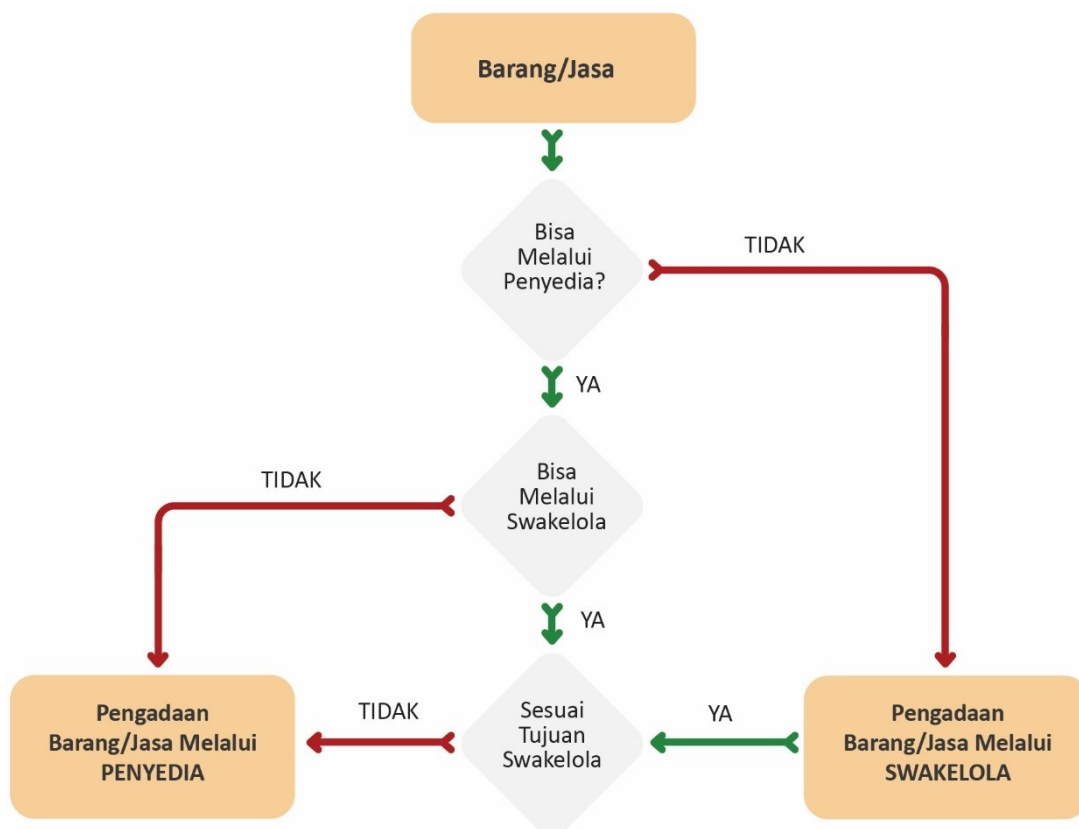 Barang/Jasa
Bisa
Melalui
Penyedia?
TIDAK
YA
Bisa
Melalui
Swakelola
TIDAK
YA
Pengadaan
Barang/Jasa Melalui
PENYEDIA
TIDAK
Sesuai
Tujuan
Swakelola
YA
Pengadaan
Barang/Jasa Melalui
SWAKELOLA